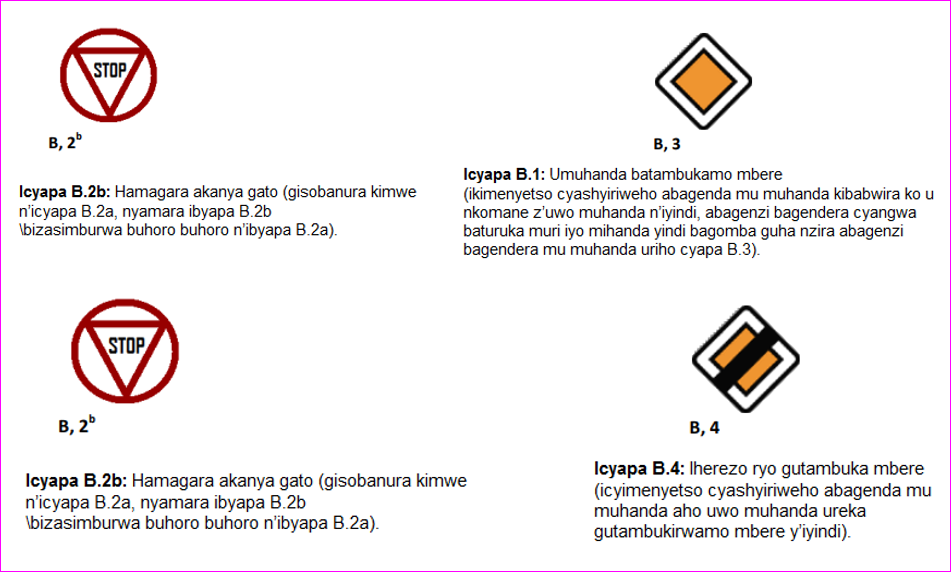 STOP
B, 2b
Icyapa B.2b: Hamagara akanya gato (gisobanura kimwe
n’icyapa B.2a, nyamara ibyapa B.2b
\bizasimburwa buhoro buhoro n’ibyapa B.2a).
B, 3
Icyapa B.1: Umuhanda batambukamo mbere
(ikimenyetso cyashyiriweho abagenda mu muhanda kibabwira ko u
nkomane z’uwo muhanda n’iyindi, abagenzi bagendera cyangwa
baturuka muri iyo mihanda yindi bagomba guha nzira abagenzi
bagendera mu muhanda uriho cyapa B.3).
STOP
B, 2b
Icyapa B.2b: Hamagara akanya gato (gisobanura kimwe
n’icyapa B.2a, nyamara ibyapa B.2b
\bizasimburwa buhoro buhoro n’ibyapa B.2a).
B, 4
Icyapa B.4: Iherezo ryo gutambuka mbere
(icyimenyetso cyashyiriweho abagenda mu
muhanda aho uwo muhanda ureka
gutambukirwamo mbere y’iyindi).